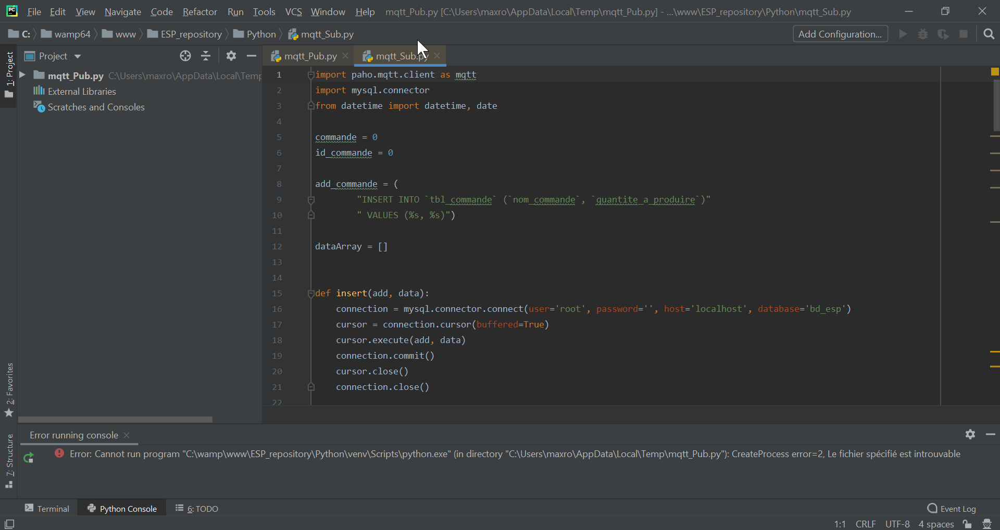 PC File Edit View Navigate Code Refactor Run Tools VCS Window Help mqtt_Pub.py [C:\Users\maxro\AppData\Local\Temp\mqtt_Pub.py] - ...\www\ESP_repository\Python\mqtt_Sub.py
C: wamp64 www ESP_repository Python mqtt_Sub.py Add Configuration...
1: Project
Project
mqtt_Pub.py C:\Users\maxro\AppData\Local\Temp
External Libraries
Scratches and Consoles
mqtt_Pub.py mqtt_Sub.py
1 import paho.mqtt.client as mqtt
2 import mysql.connector
3 from datetime import datetime, date
4
5 commande = 0
6 id_commande = 0
7
8 add_commande = (
9 "INSERT INTO `tbl_commande` (`nom_commande`, `quantite_a_produire`)"
10 " VALUES (%s, %s)")
11
12 dataArray = []
13
14
15 def insert(add, data):
16 connection = mysql.connector.connect(user='root', password='', host='localhost', database='bd_esp')
17 cursor = connection.cursor(buffered=True)
18 cursor.execute(add, data)
19 connection.commit()
20 cursor.close()
21 connection.close()
22
2: Favorites
7: Structure
Error running console
Error: Cannot run program "C:\wamp\www\ESP_repository\Python\venv\Scripts\python.exe" (in directory "C:\Users\maxro\AppData\Local\Temp\mqtt_Pub.py"): CreateProcess error=2, Le fichier spécifié est introuvable
Terminal Python Console 6: TODO Event Log
1:1 CRLF UTF-8 4 spaces